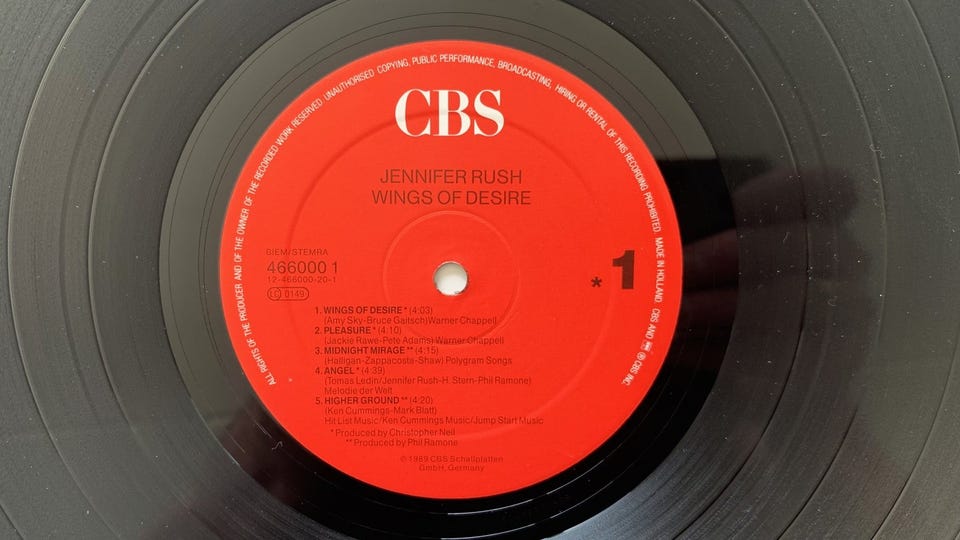 ALL RIGHTS OF THE PRODUCER AND OF THE OWNER OF THE RECORDED WORK RESERVED UNAUTHORISED COPYING, PUBLIC PERFORMANCE, BROADCASTING, HIRING OR RENTAL OF THIS RECORDING PROHIBITED. MADE IN HOLLAND. CBS AND ℗ CBS INC.
CBS
JENNIFER RUSH
WINGS OF DESIRE
BIEM/STEMRA
466000 1
12-466000-20-1
LC 0149
* 1
1. WINGS OF DESIRE * (4:03)
(Amy Sky-Bruce Gaitsch)Warner Chappell
2. PLEASURE * (4:10)
(Jackie Rawe-Pete Adams) Warner Chappell
3. MIDNIGHT MIRAGE ** (4:15)
(Halligan-Zappacosta-Shaw) Polygram Songs
4. ANGEL * (4:39)
(Tomas Ledin/Jennifer Rush-H. Stern-Phil Ramone)
Melodie der Welt
5. HIGHER GROUND ** (4:20)
(Ken Cummings-Mark Blatt)
Hit List Music/Ken Cummings Music/Jump Start Music
* Produced by Christopher Neil
** Produced by Phil Ramone
℗ 1989 CBS Schallplatten
GmbH, Germany